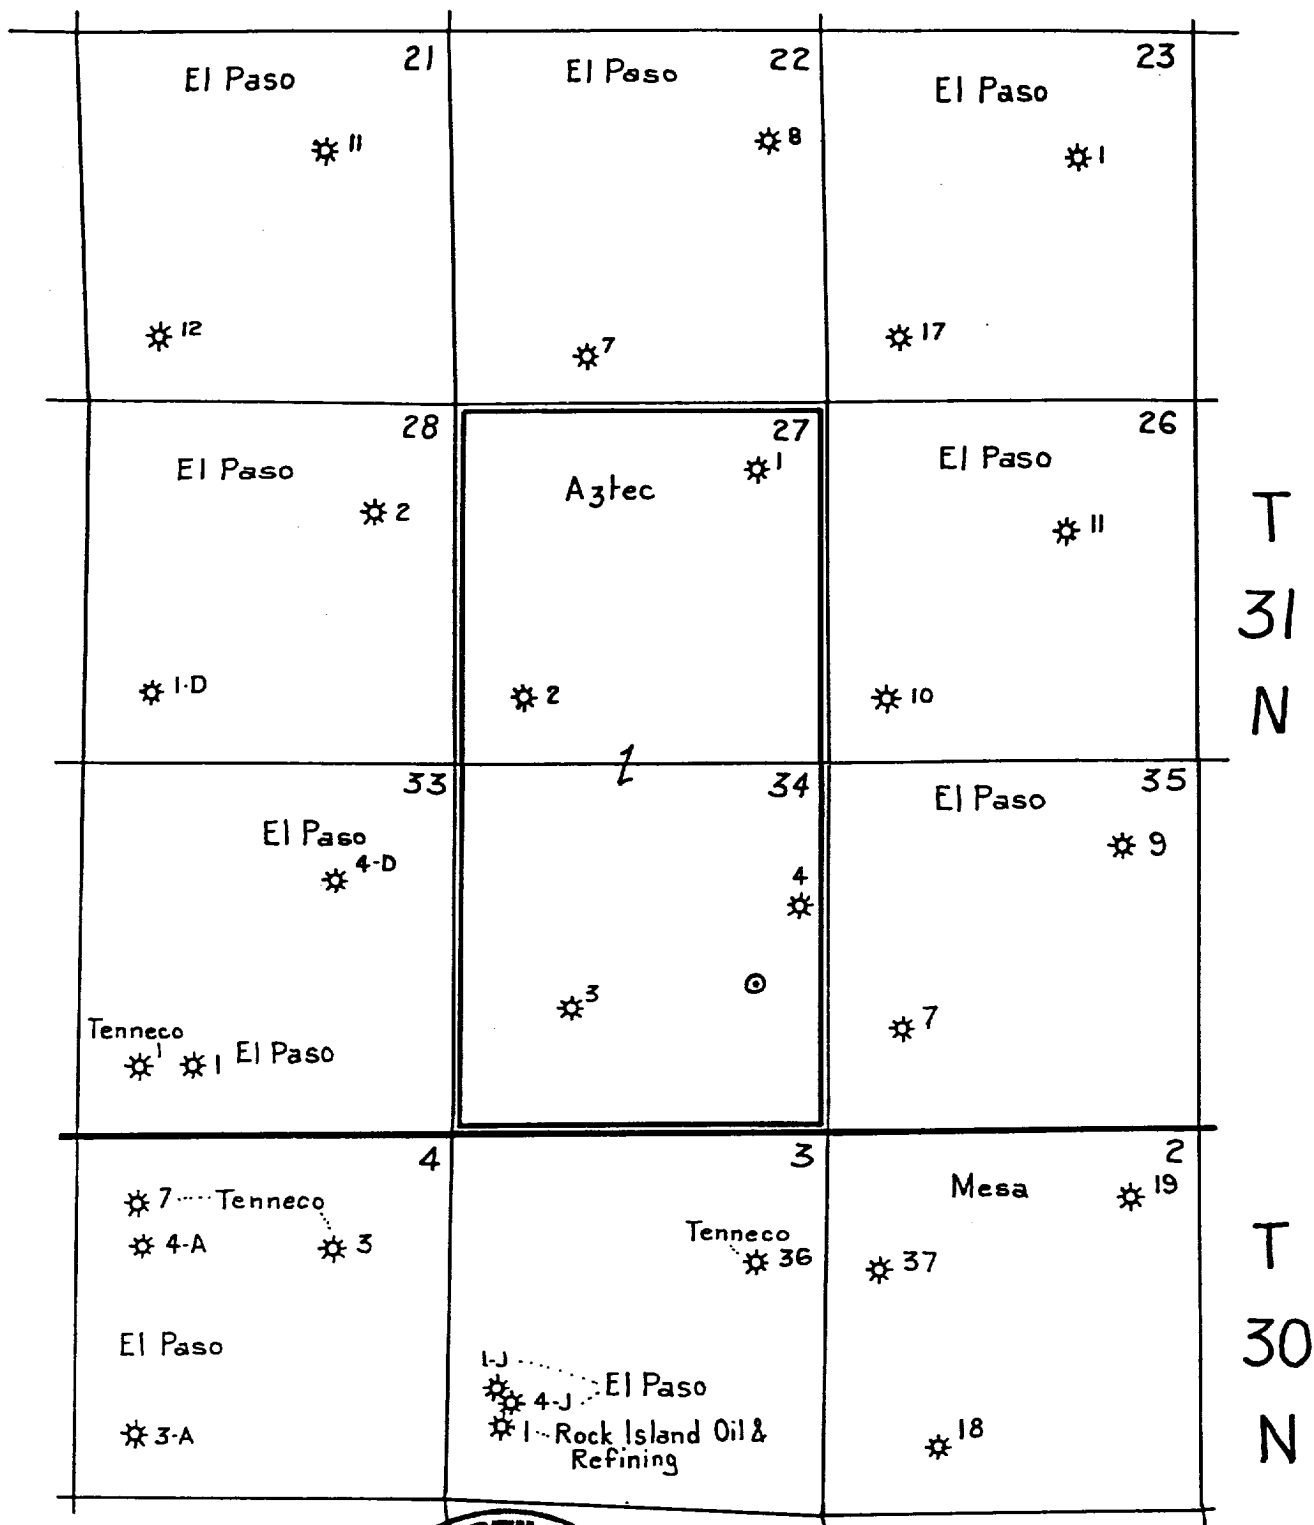 21
El Paso
11
12
22
El Paso
8
7
23
El Paso
1
17
28
El Paso
2
1-D
27
Aztec
1
2
26
El Paso
11
10
T
31
N
33
El Paso
4-D
Tenneco
1
1 El Paso
34
4
3
35
El Paso
9
7
4
7 Tenneco
4-A
3
El Paso
3-A
3
Tenneco
36
1-J
El Paso
4-J
1 Rock Island Oil &
Refining
2
Mesa
19
37
18
T
30
N